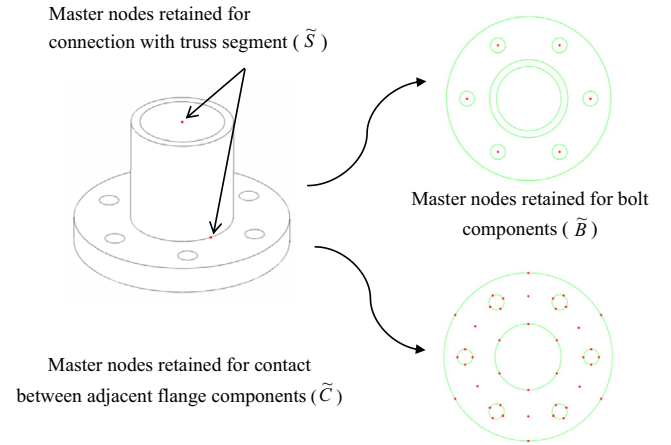 Master nodes retained for
connection with truss segment ( S̃ )
Master nodes retained for bolt
components ( B̃ )
Master nodes retained for contact
between adjacent flange components ( C̃ )